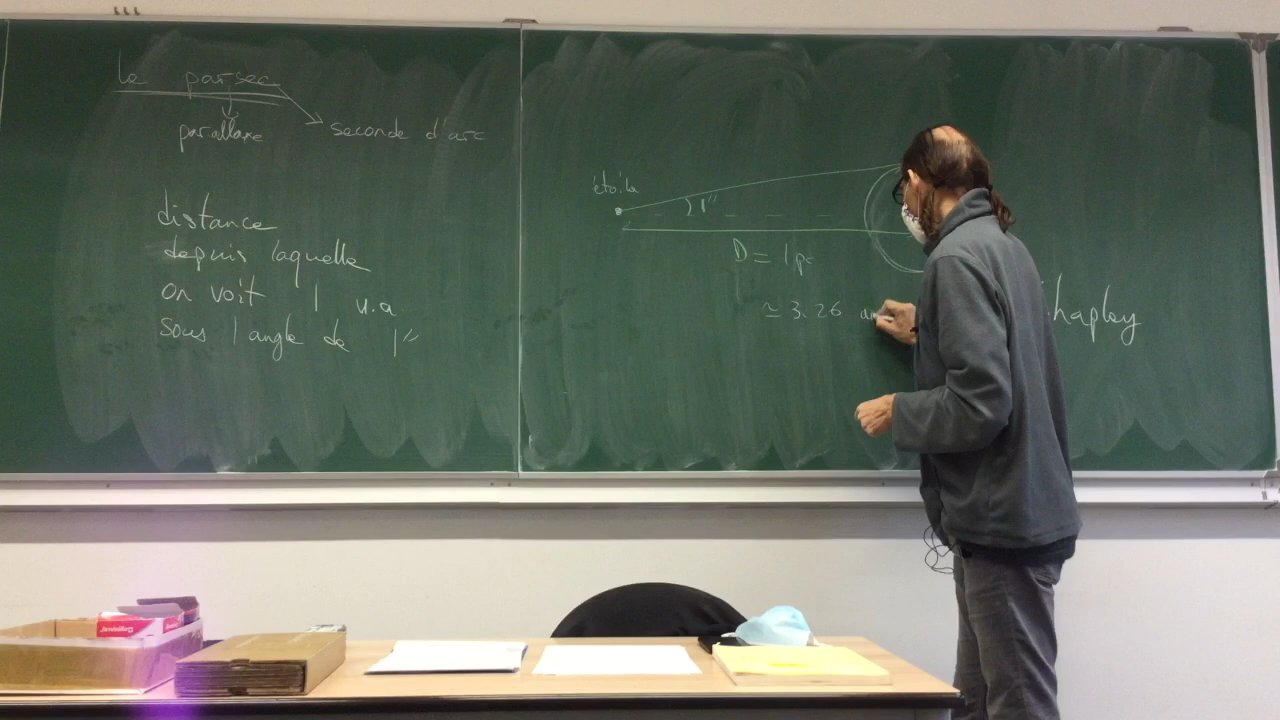 le parsec
parallaxe
seconde d'arc
distance
depuis laquelle
on voit 1 u.a
sous l angle de 1"
étoile
1"
D = 1pc
≃ 3.26 an
hapley